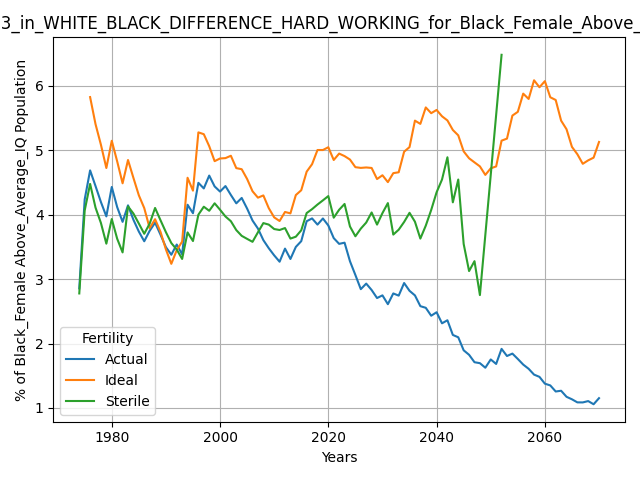 3_in_WHITE_BLACK_DIFFERENCE_HARD_WORKING_for_Black_Female_Above_
% of Black_Female Above_Average_IQ Population
6
5
4
3
2
1
Fertility
Actual
Ideal
Sterile
1980 2000 2020 2040 2060
Years